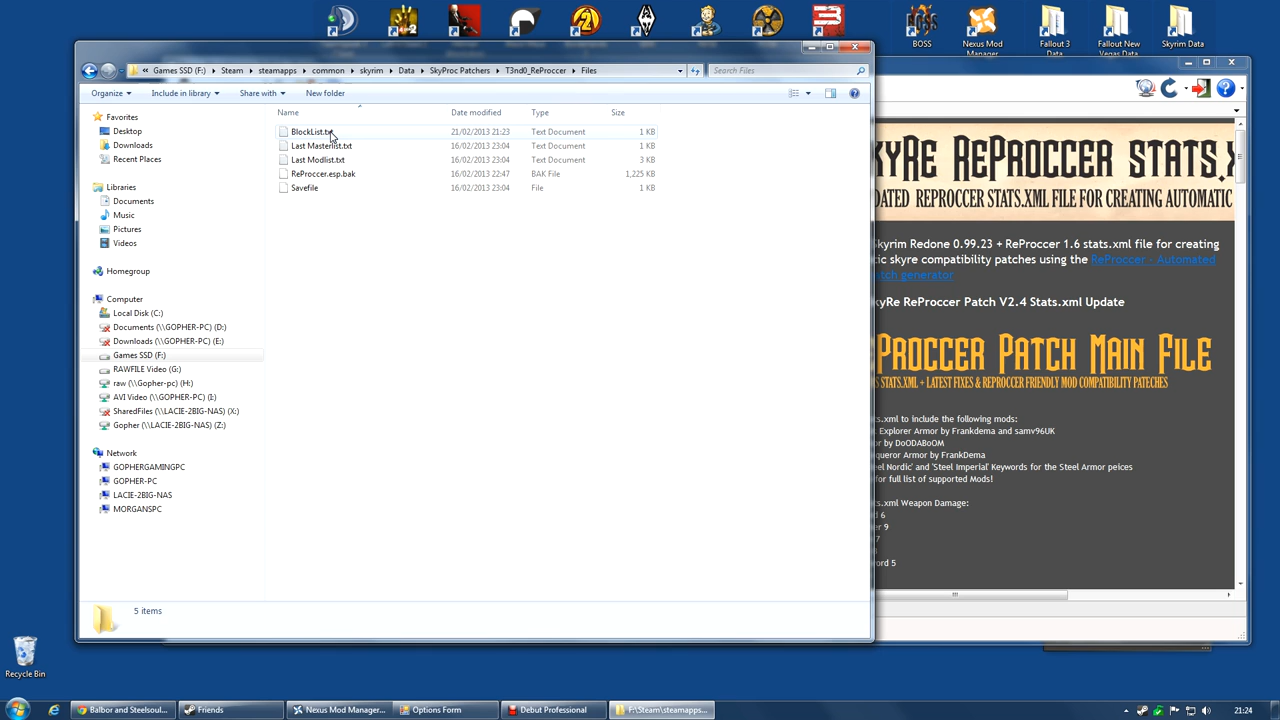 BOSS
Nexus Mod Manager
Fallout 3 Data
Fallout New Vegas Data
Skyrim Data
« Games SSD (F:) ▸ Steam ▸ steamapps ▸ common ▸ skyrim ▸ Data ▸ SkyProc Patchers ▸ T3nd0_ReProccer ▸ Files
Search Files
Organize
Include in library
Share with
New folder
Name
Date modified
Type
Size
BlockList.txt 21/02/2013 21:23 Text Document 1 KB
Last Masterlist.txt 16/02/2013 23:04 Text Document 1 KB
Last Modlist.txt 16/02/2013 23:04 Text Document 3 KB
ReProccer.esp.bak 16/02/2013 22:47 BAK File 1,225 KB
Savefile 16/02/2013 23:04 File 1 KB
Favorites
Desktop
Downloads
Recent Places
Libraries
Documents
Music
Pictures
Videos
Homegroup
Computer
Local Disk (C:)
Documents (\\GOPHER-PC) (D:)
Downloads (\\GOPHER-PC) (E:)
Games SSD (F:)
RAWFILE Video (G:)
raw (\\Gopher-pc) (H:)
AVI Video (\\GOPHER-PC) (I:)
SharedFiles (\\LACIE-2BIG-NAS) (X:)
Gopher (\\LACIE-2BIG-NAS) (Z:)
Network
GOPHERGAMINGPC
GOPHER-PC
LACIE-2BIG-NAS
MORGANSPC
5 items
kyRe ReProccer Stats.xml
dated Reproccer Stats.xml file for creating automatic
Skyrim Redone 0.99.23 + ReProccer 1.6 stats.xml file for creating
tic skyre compatibility patches using the ReProccer - Automated
tch generator
kyRe ReProccer Patch V2.4 Stats.xml Update
Proccer Patch Main File
s Stats.xml + Latest Fixes & Reproccer Friendly Mod Compatibility Patches
ts.xml to include the following mods:
Explorer Armor by Frankdema and samv96UK
or by DoODABoOM
queror Armor by FrankDema
eel Nordic' and 'Steel Imperial' Keywords for the Steel Armor peices
for full list of supported Mods!
ts.xml Weapon Damage:
d 6
er 9
7
ord 5
Recycle Bin
Balbor and Steelsoul...
Friends
Nexus Mod Manager...
Options Form
Debut Professional
F:\Steam\steamapps...
21:24